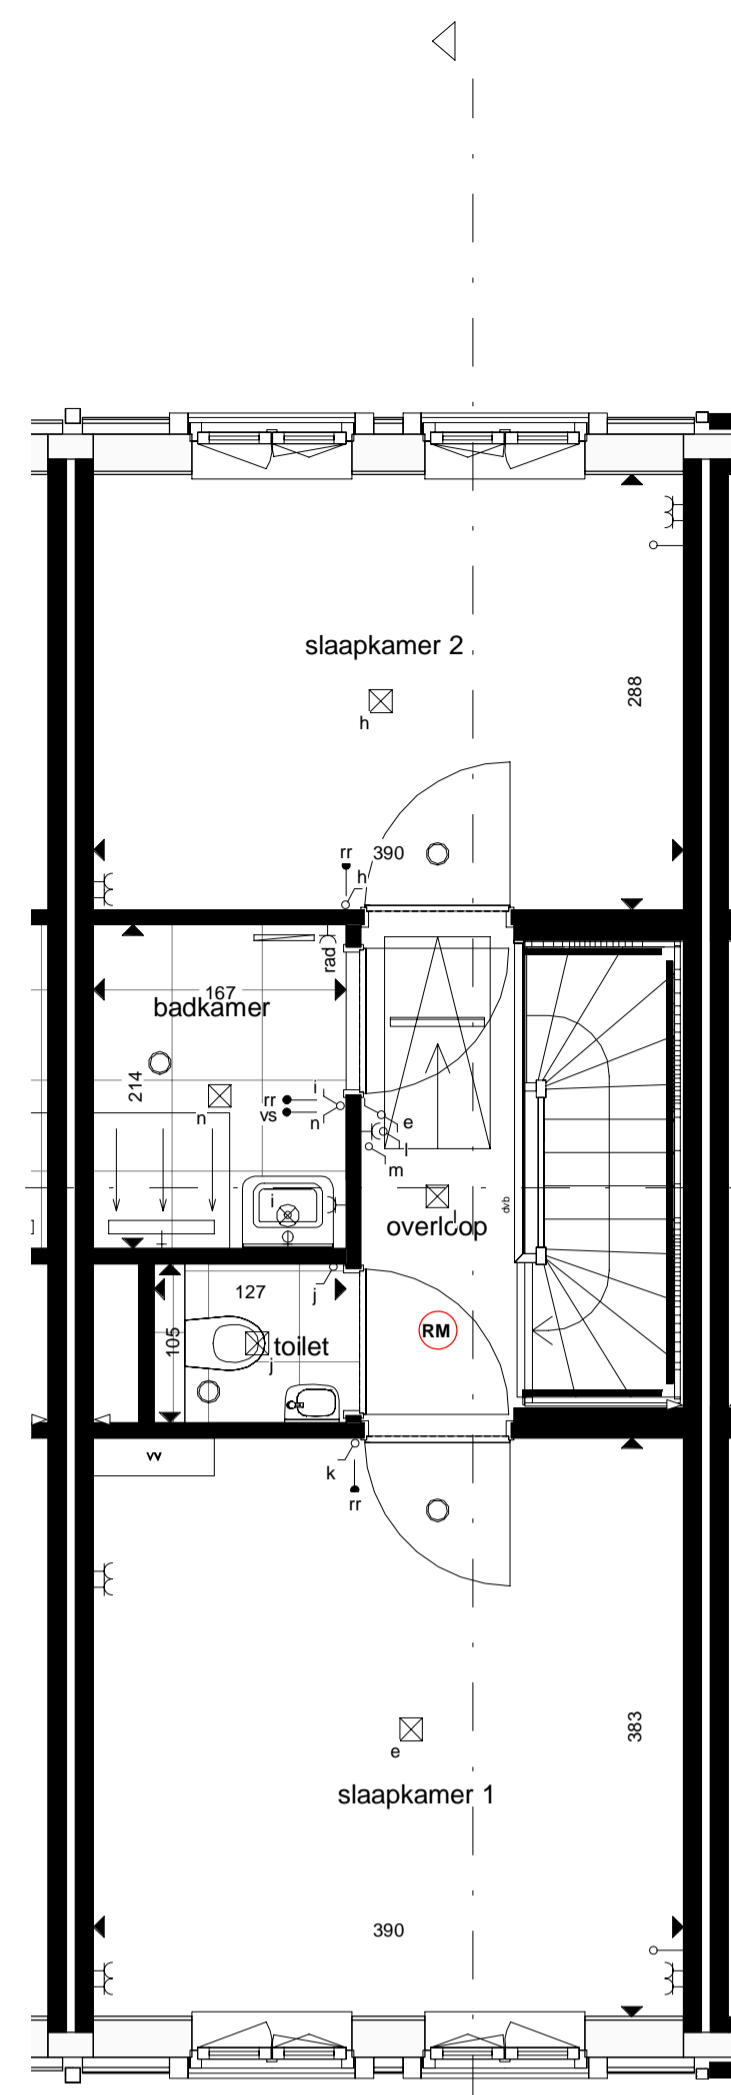 slaapkamer 2
288
h
rr
390
h
rad
167
badkamer
214
i
rr
vs
n
n
e
l
m
i
dvb
overloop
l
j
127
105
toilet
j
RM
vv
k
rr
383
e
slaapkamer 1
390